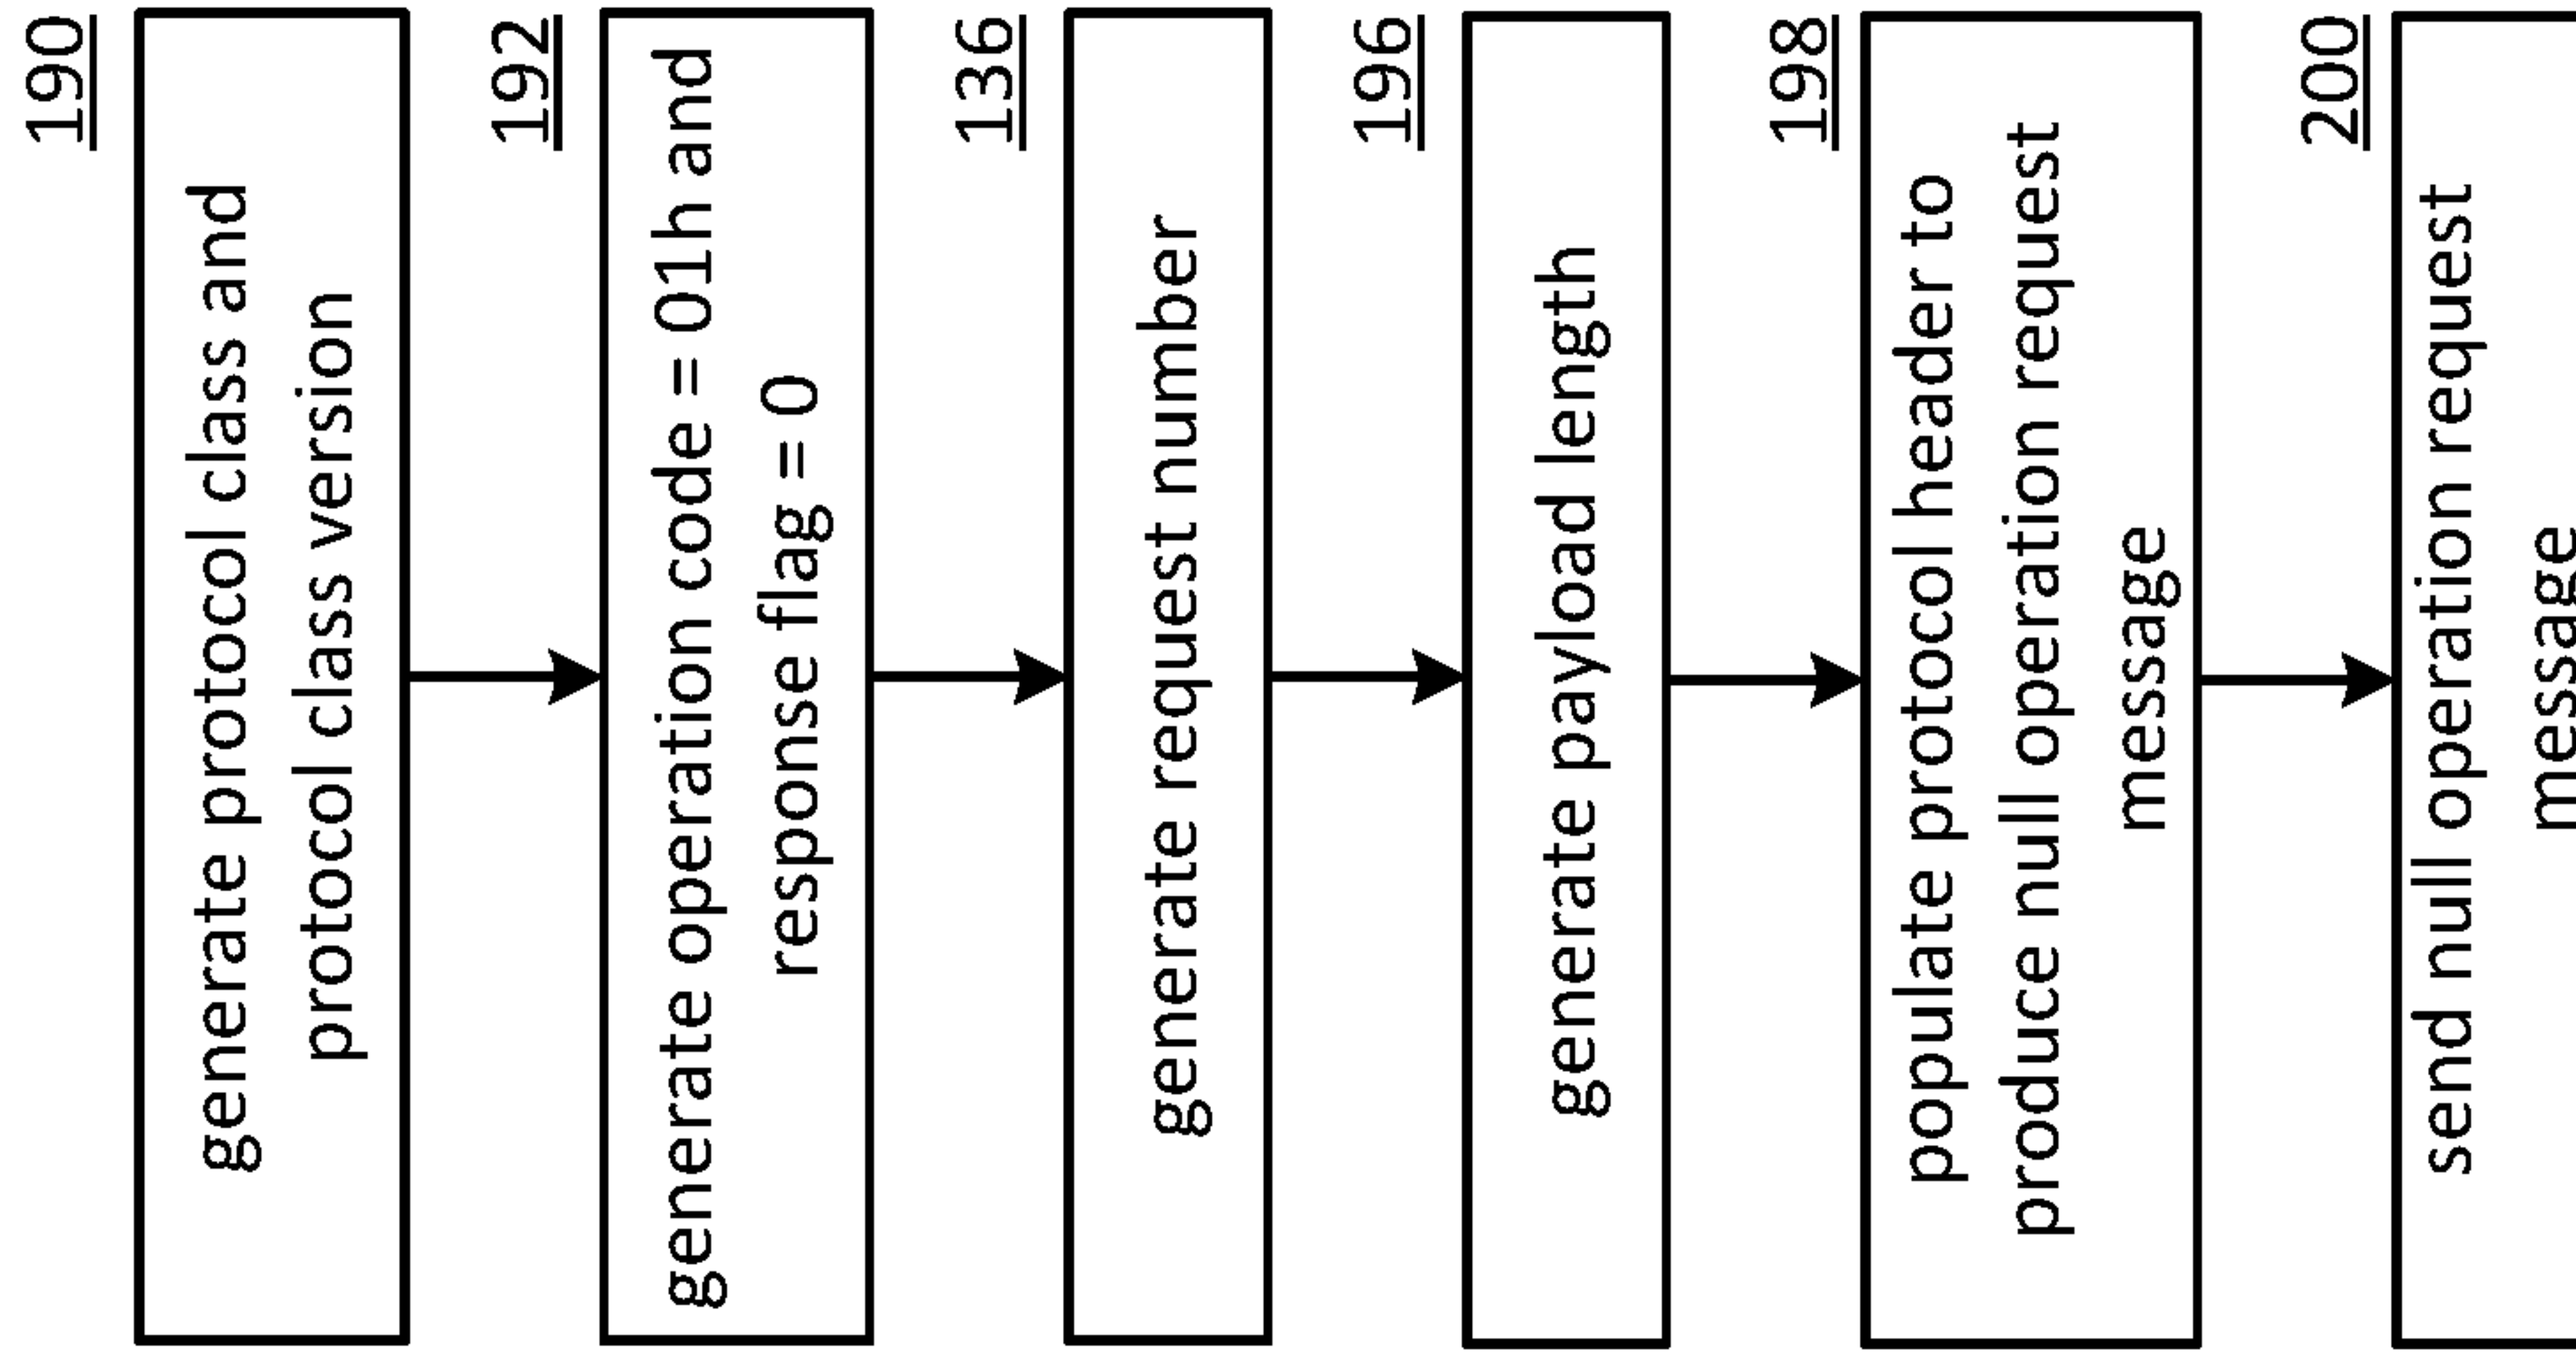 190
generate protocol class and
protocol class version
192
generate operation code = 01h and
response flag = 0
136
generate request number
196
generate payload length
198
populate protocol header to
produce null operation request
message
200
send null operation request
message